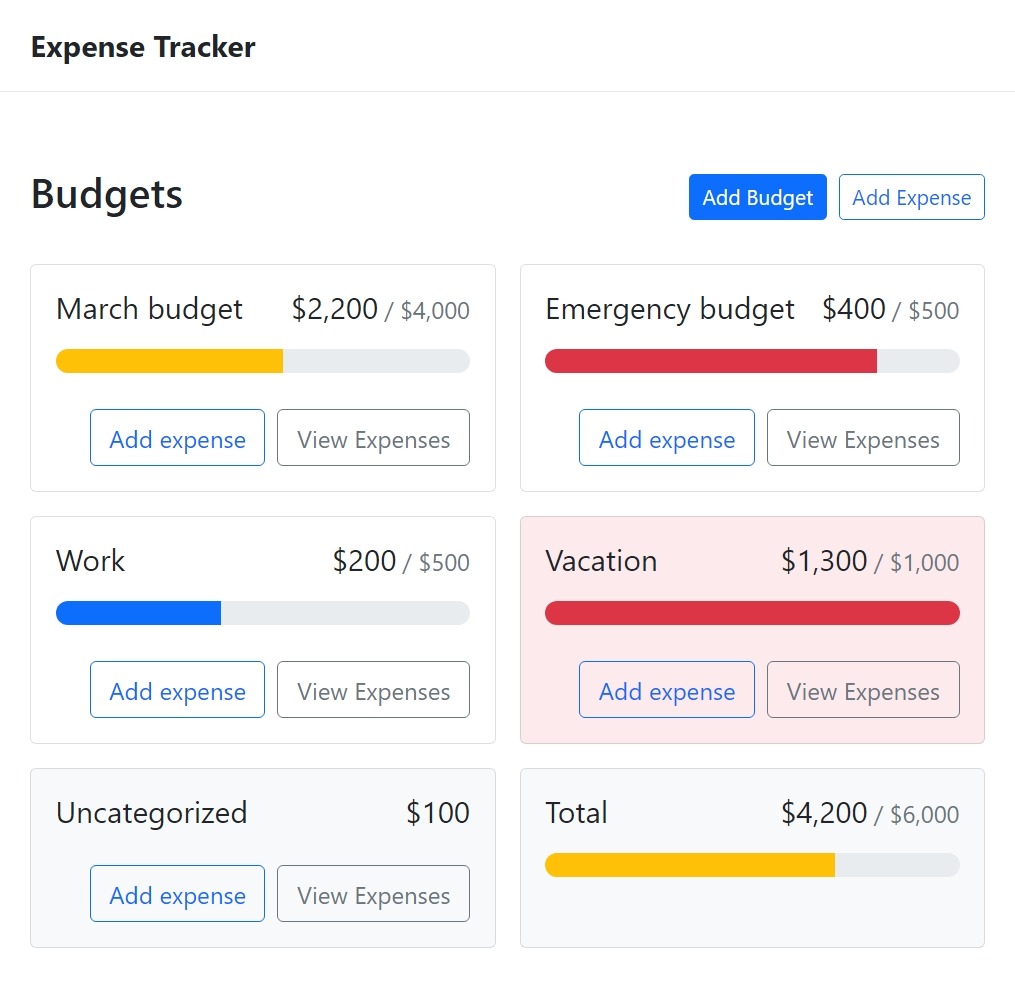 Expense Tracker
Budgets
Add Budget
Add Expense
March budget $2,200 / $4,000
Add expense View Expenses
Emergency budget $400 / $500
Add expense View Expenses
Work $200 / $500
Add expense View Expenses
Vacation $1,300 / $1,000
Add expense View Expenses
Uncategorized $100
Add expense View Expenses
Total $4,200 / $6,000